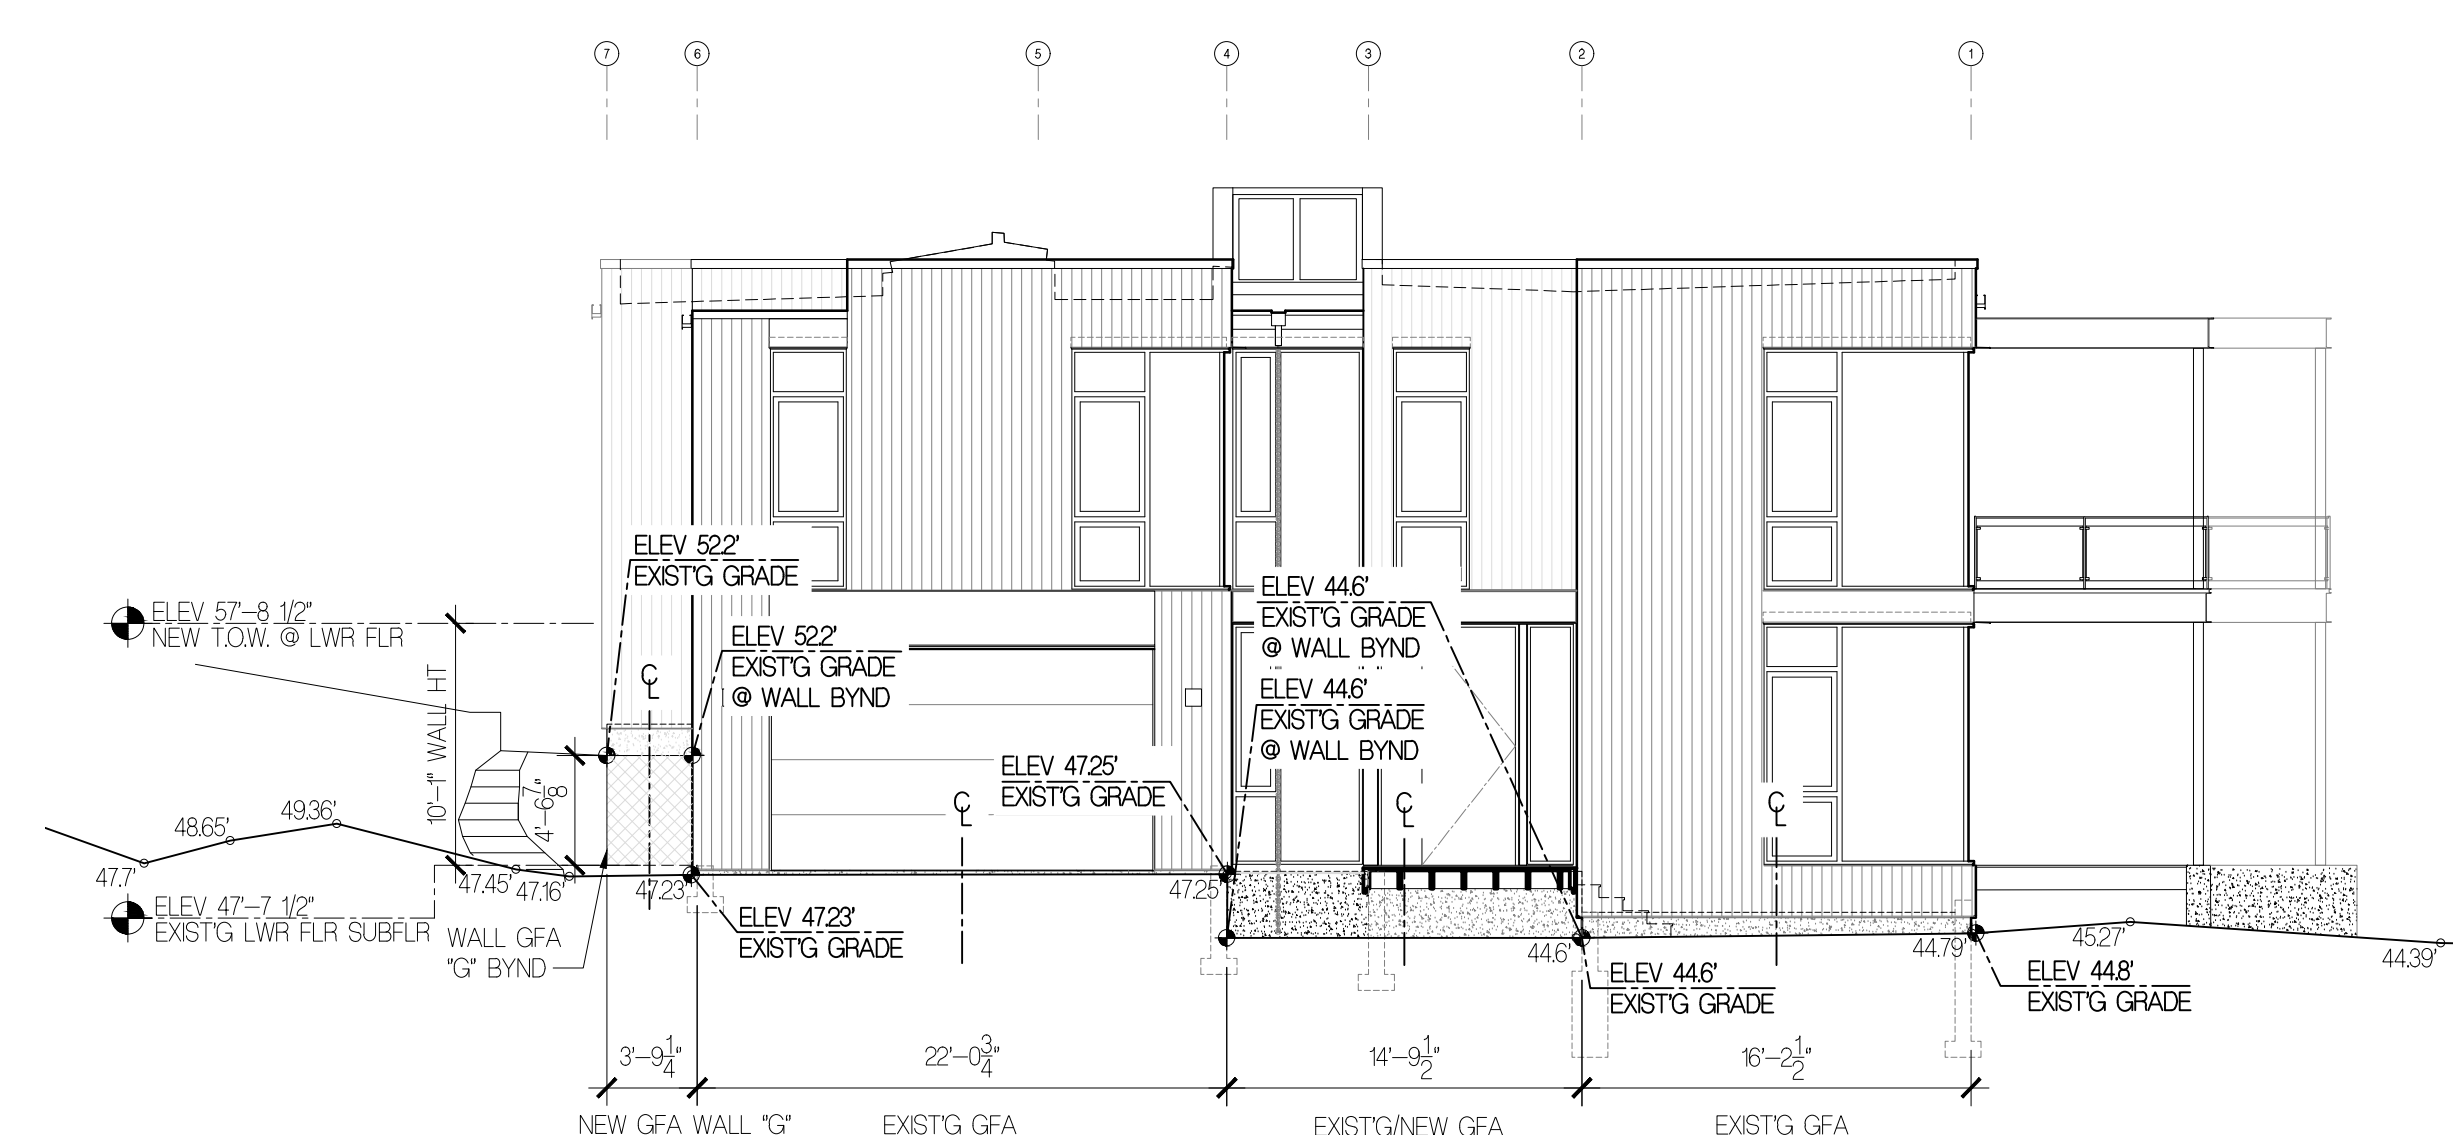 7 6 5 4 3 2 1
ELEV 52.2'
EXIST'G GRADE
ELEV 57'-8 1/2"
NEW T.O.W. @ LWR FLR
ELEV 52.2'
EXIST'G GRADE
@ WALL BYND
ELEV 44.6'
EXIST'G GRADE
@ WALL BYND
ELEV 44.6'
EXIST'G GRADE
@ WALL BYND
ELEV 47.25'
EXIST'G GRADE
10'-1" WALL HT
4'-6 7/8"
CL
CL
CL
CL
47.7'
48.65'
49.36'
47.45'
47.16'
47.23'
47.25'
44.6'
44.79'
45.27'
44.39'
ELEV 47'-7 1/2"
EXIST'G LWR FLR SUBFLR
WALL GFA
"G" BYND
ELEV 47.23'
EXIST'G GRADE
ELEV 44.6'
EXIST'G GRADE
ELEV 44.8'
EXIST'G GRADE
3'-9 1/4"
22'-0 3/4"
14'-9 1/2"
16'-2 1/2"
NEW GFA WALL "G"
EXIST'G GFA
EXIST'G/NEW GFA
EXIST'G GFA